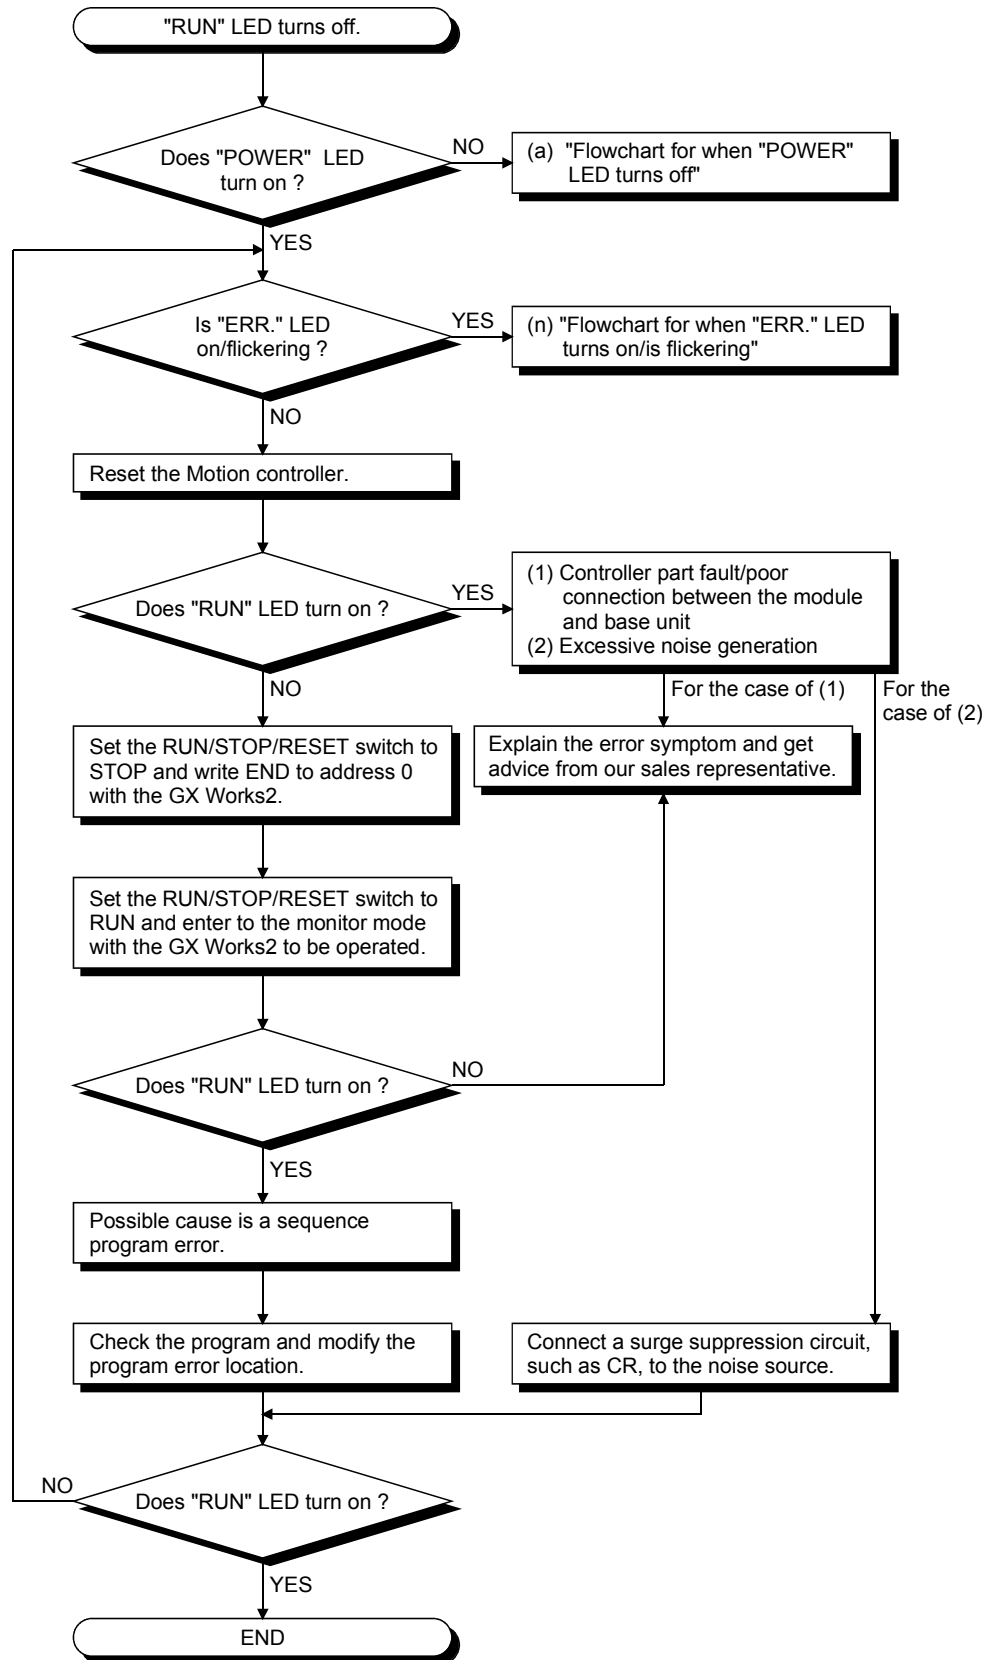 "RUN" LED turns off.
Does "POWER" LED
turn on ?
NO
(a) "Flowchart for when "POWER"
LED turns off"
YES
Is "ERR." LED
on/flickering ?
YES
(n) "Flowchart for when "ERR." LED
turns on/is flickering"
NO
Reset the Motion controller.
Does "RUN" LED turn on ?
YES
(1) Controller part fault/poor
connection between the module
and base unit
(2) Excessive noise generation
NO
For the case of (1)
For the
case of (2)
Set the RUN/STOP/RESET switch to
STOP and write END to address 0
with the GX Works2.
Explain the error symptom and get
advice from our sales representative.
Set the RUN/STOP/RESET switch to
RUN and enter to the monitor mode
with the GX Works2 to be operated.
Does "RUN" LED turn on ?
NO
YES
Possible cause is a sequence
program error.
Check the program and modify the
program error location.
Connect a surge suppression circuit,
such as CR, to the noise source.
NO
Does "RUN" LED turn on ?
YES
END